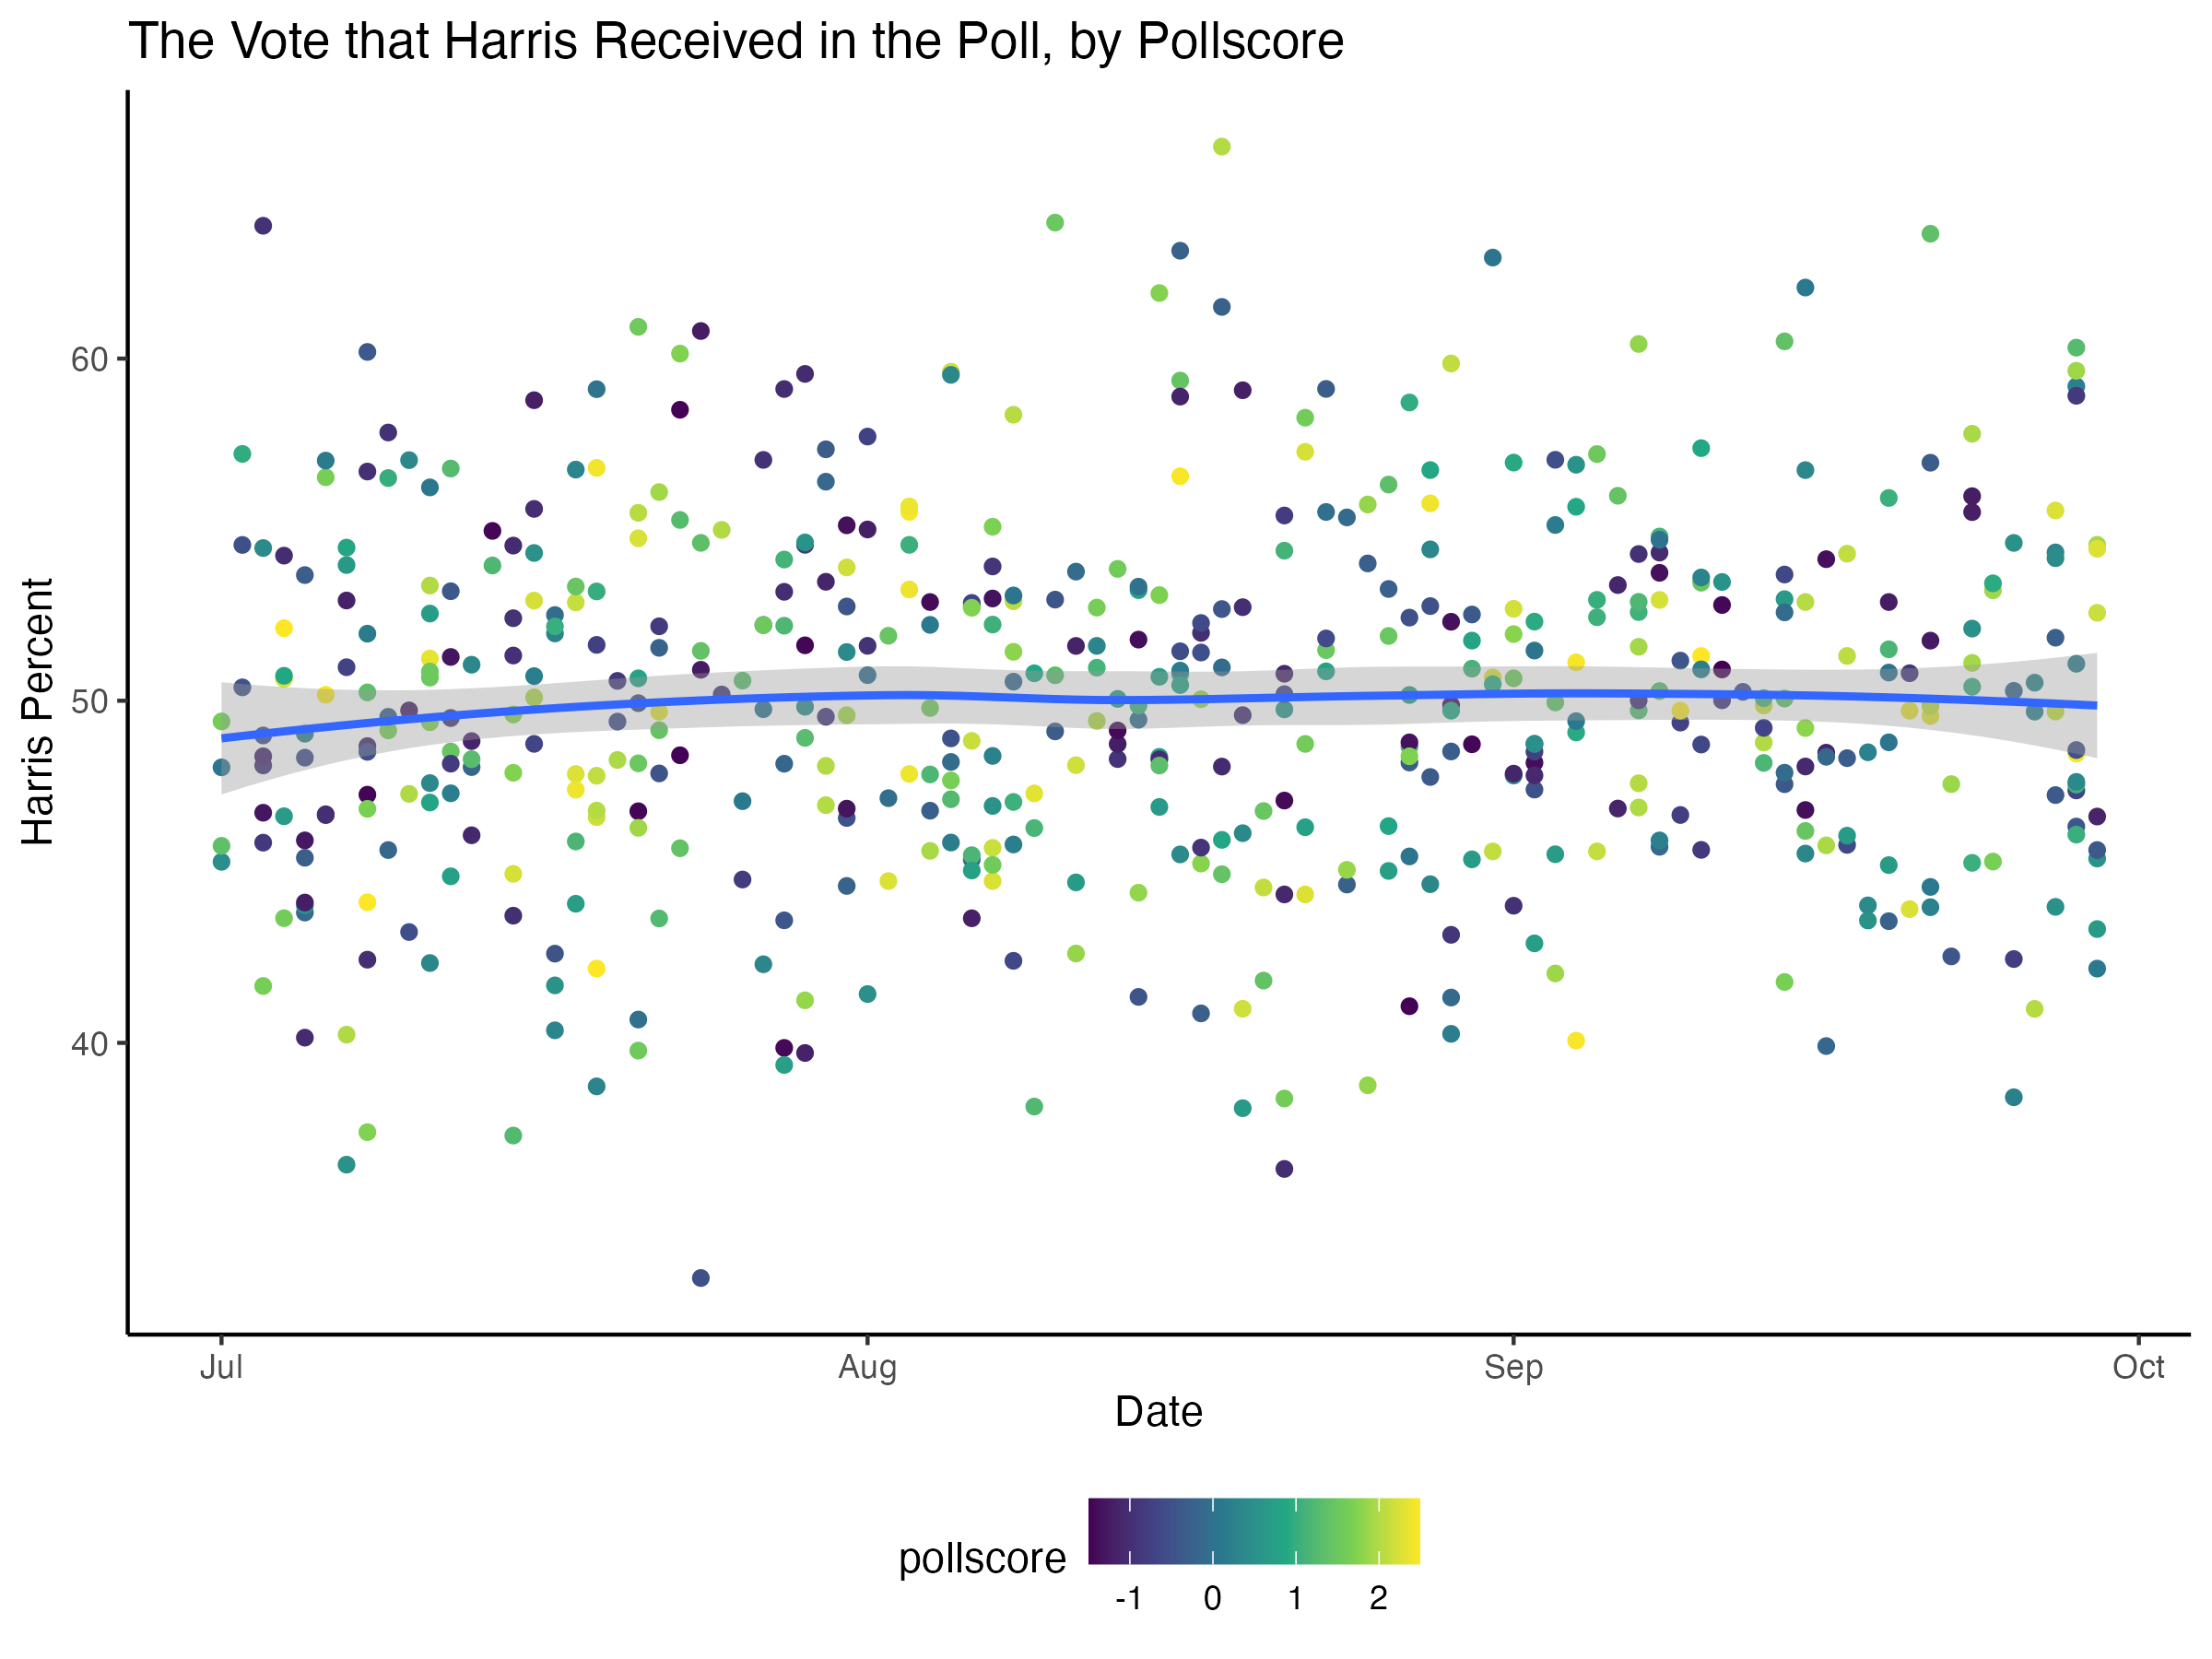 The Vote that Harris Received in the Poll, by Pollscore
Harris Percent
60
50
40
Jul
Aug
Sep
Oct
Date
pollscore
-1
0
1
2